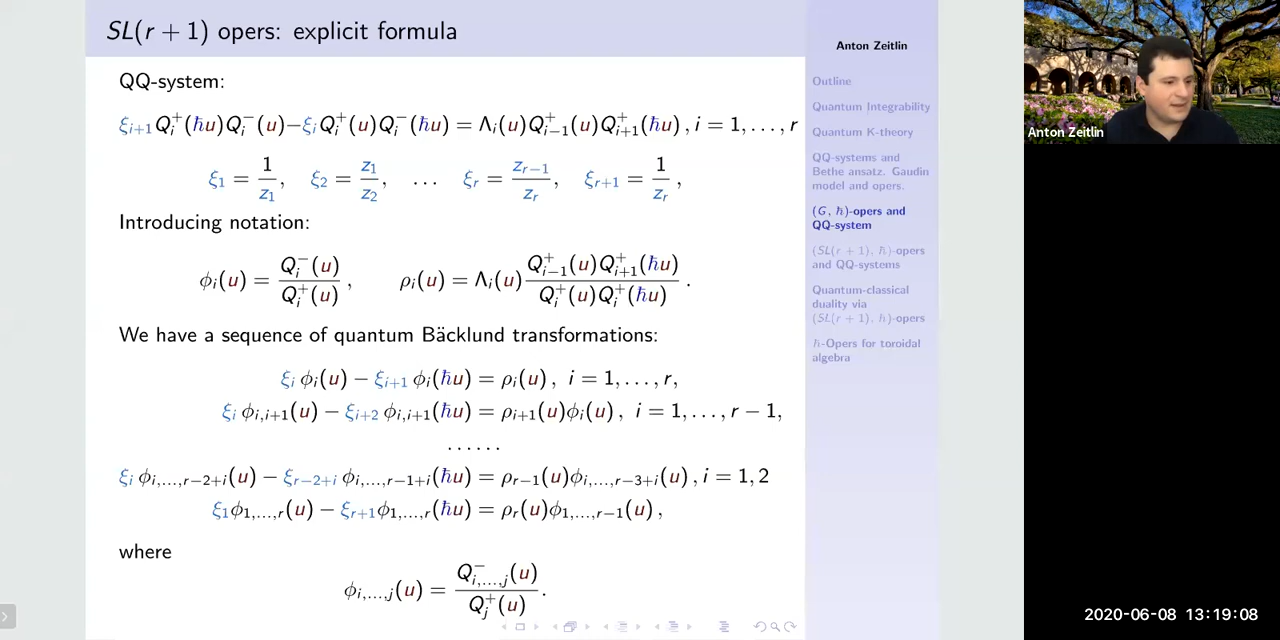 SL(r + 1) opers: explicit formula
QQ-system:
ξ_{i+1}Q_i^+(ħu)Q_i^-(u)−ξ_iQ_i^+(u)Q_i^-(ħu) = Λ_i(u)Q_{i−1}^+(u)Q_{i+1}^+(ħu) , i = 1, . . . , r
ξ_1 = 1/z_1, ξ_2 = z_1/z_2, . . . ξ_r = z_{r−1}/z_r, ξ_{r+1} = 1/z_r ,
Introducing notation:
ϕ_i(u) = Q_i^-(u)/Q_i^+(u) , ρ_i(u) = Λ_i(u) Q_{i−1}^+(u)Q_{i+1}^+(ħu)/Q_i^+(u)Q_i^+(ħu) .
We have a sequence of quantum Bäcklund transformations:
ξ_i ϕ_i(u) − ξ_{i+1} ϕ_i(ħu) = ρ_i(u) , i = 1, . . . , r,
ξ_i ϕ_{i,i+1}(u) − ξ_{i+2} ϕ_{i,i+1}(ħu) = ρ_{i+1}(u)ϕ_i(u) , i = 1, . . . , r − 1,
. . . . . .
ξ_i ϕ_{i,...,r−2+i}(u) − ξ_{r−2+i} ϕ_{i,...,r−1+i}(ħu) = ρ_{r−1}(u)ϕ_{i,...,r−3+i}(u) , i = 1, 2
ξ_1ϕ_{1,...,r}(u) − ξ_{r+1}ϕ_{1,...,r}(ħu) = ρ_r(u)ϕ_{1,...,r−1}(u) ,
where
ϕ_{i,...,j}(u) = Q_{i,...,j}^-(u)/Q_j^+(u) .
Anton Zeitlin
Outline
Quantum Integrability
Quantum K-theory
QQ-systems and
Bethe ansatz. Gaudin
model and opers.
(G, ħ)-opers and
QQ-system
(SL(r + 1), ħ)-opers
and QQ-systems
Quantum-classical
duality via
(SL(r + 1), ħ)-opers
ħ-Opers for toroidal
algebra
Anton Zeitlin
2020-06-08 13:19:08